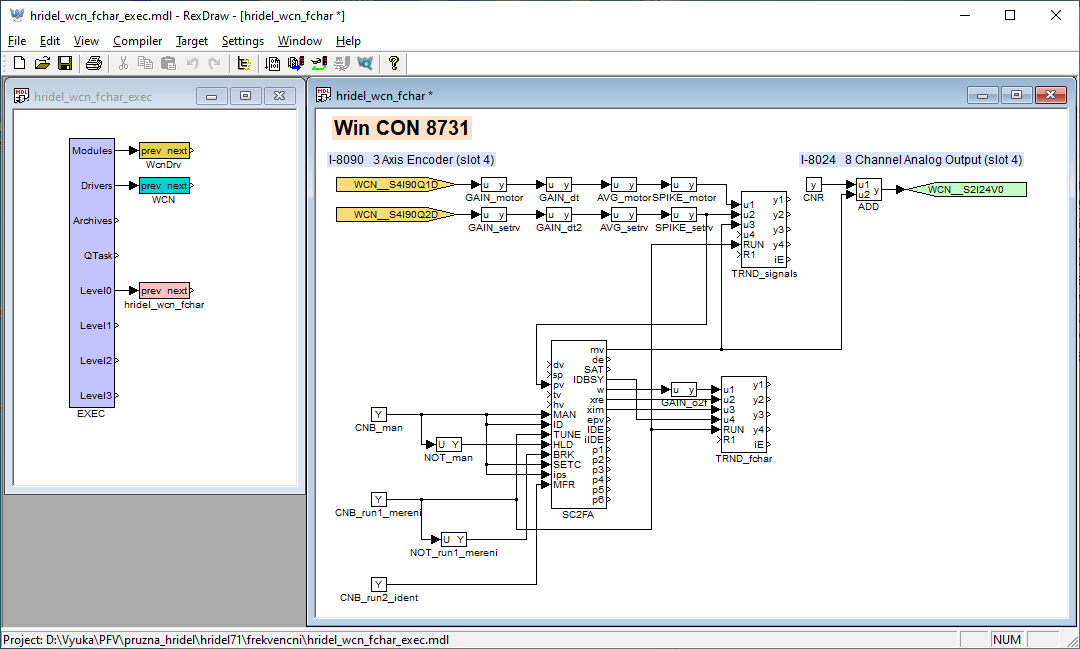 hridel_wcn_fchar_exec.mdl - RexDraw - [hridel_wcn_fchar *]
File Edit View Compiler Target Settings Window Help
hridel_wcn_fchar_exec
Modules prev next
WcnDrv
Drivers prev next
WCN
Archives
QTask
Level0 prev next
hridel_wcn_fchar
Level1
Level2
Level3
EXEC
hridel_wcn_fchar *
Win CON 8731
I-8090 3 Axis Encoder (slot 4)
I-8024 8 Channel Analog Output (slot 4)
WCN__S4I90Q1D u y u y u y u y
GAIN_motor GAIN_dt AVG_motor SPIKE_motor
WCN__S4I90Q2D u y u y u y u y
GAIN_setrv GAIN_dt2 AVG_setrv SPIKE_setrv
u1 y1
u2 y2
u3 y3
u4
RUN y4
R1 iE
TRND_signals
y
CNR
u1
u2 y
ADD
WCN__S2I24V0
mv
dv de
sp SAT
pv IDBSY
tv w
hv xre
MAN xim
ID epv
TUNE IDE
HLD iIDE
BRK p1
SETC p2
ips p3
MFR p4
p5
p6
SC2FA
u y
GAIN_o2f
u1 y1
u2 y2
u3 y3
u4
RUN y4
R1 iE
TRND_fchar
Y
CNB_man
U Y
NOT_man
Y
CNB_run1_mereni
U Y
NOT_run1_mereni
Y
CNB_run2_ident
Project: D:\Vyuka\PFV\pruzna_hridel\hridel71\frekvencni\hridel_wcn_fchar_exec.mdl
NUM